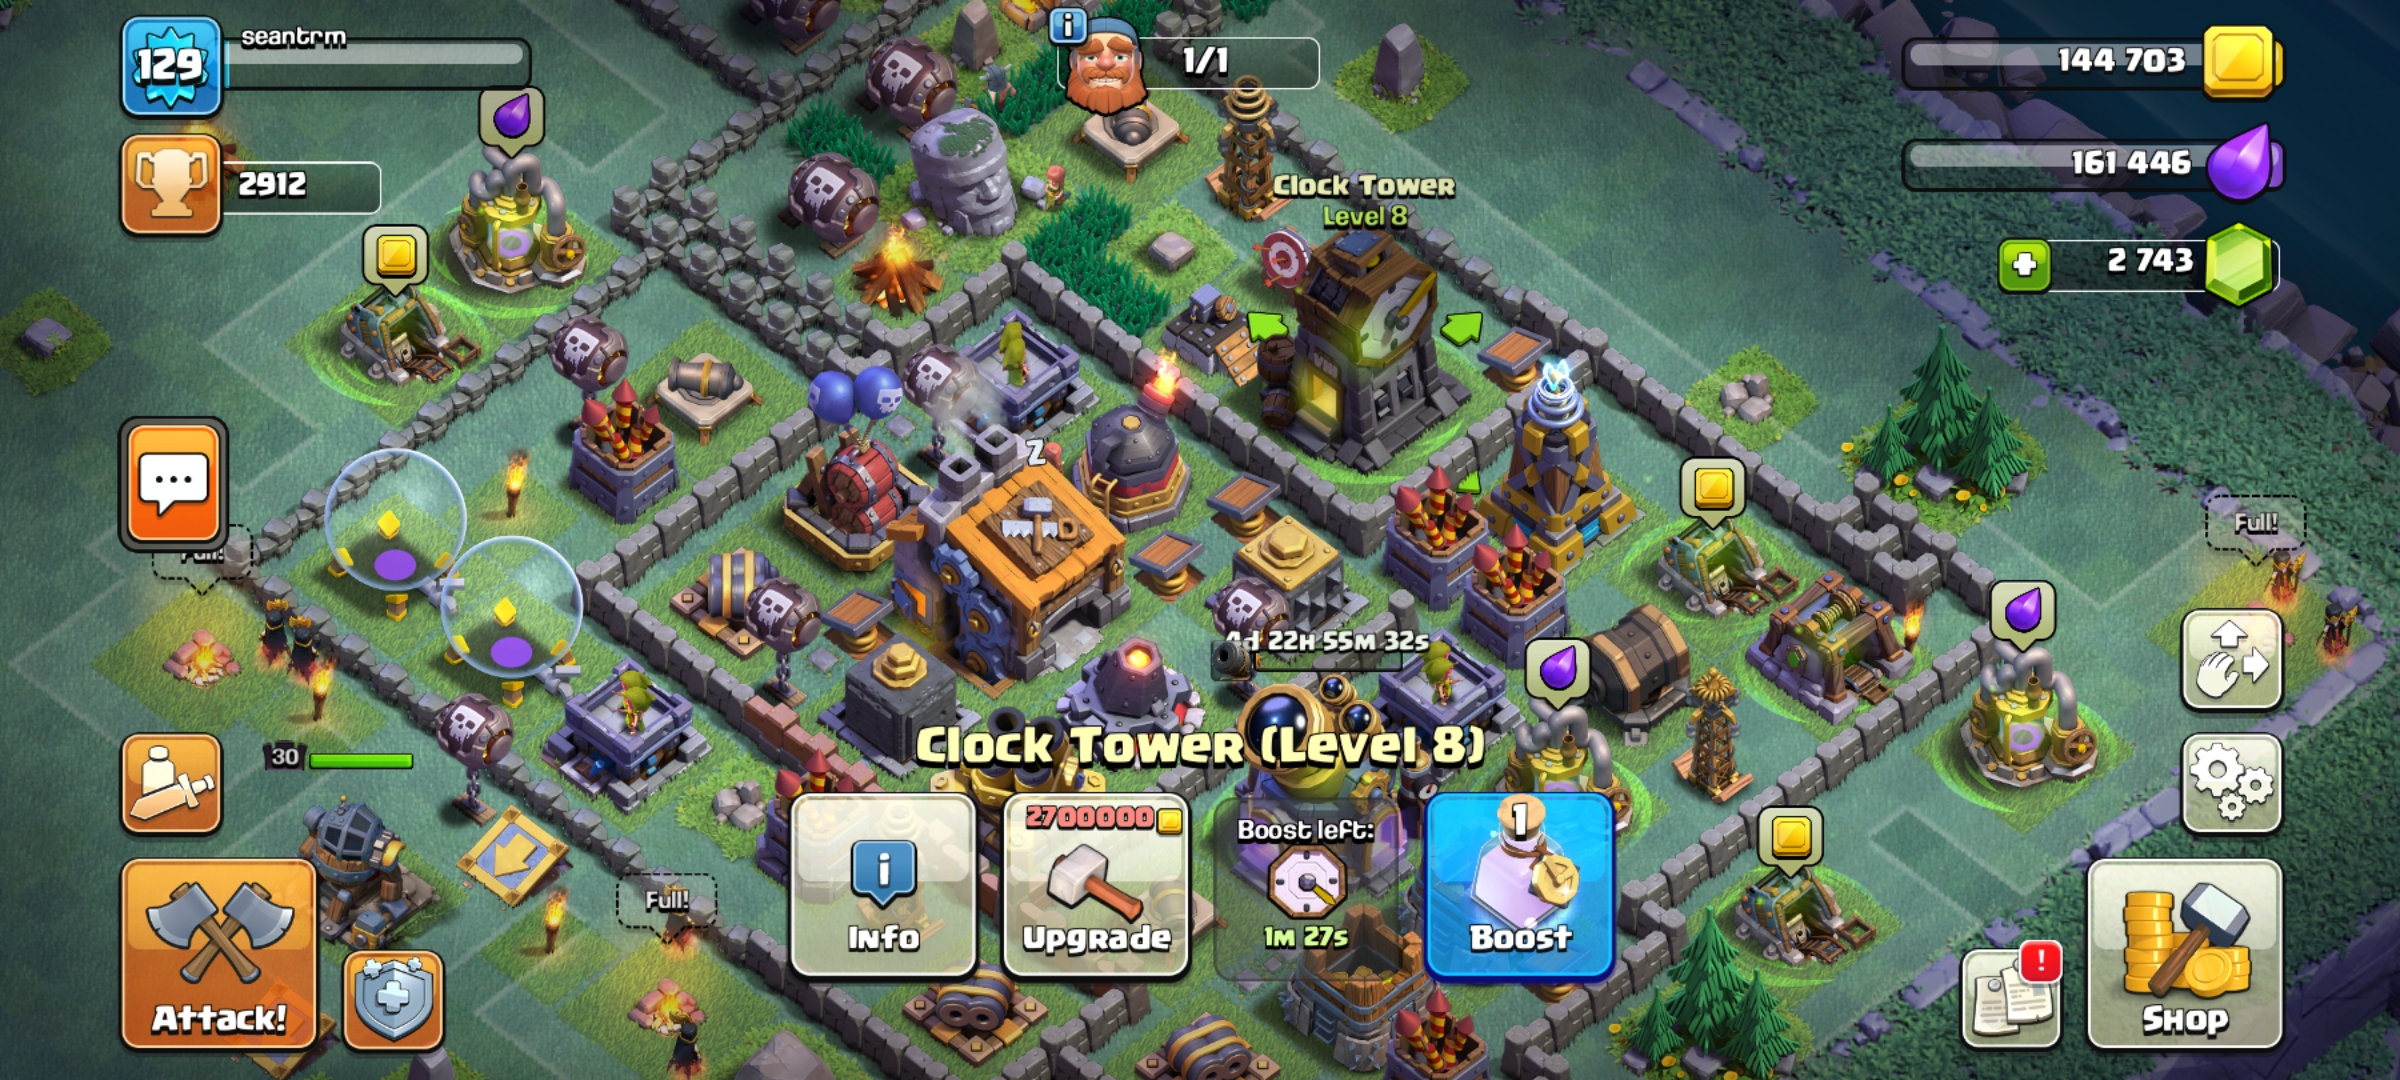 129
seantrm
1/1
144 703
2912
161 446
Clock Tower
Level 8
2 743
Z
Full!
Full!
4d 22H 55M 32s
Clock Tower (Level 8)
30
2700000
1
Boost left:
Full!
Info
Upgrade
1M 27s
Boost
!
Attack!
Shop